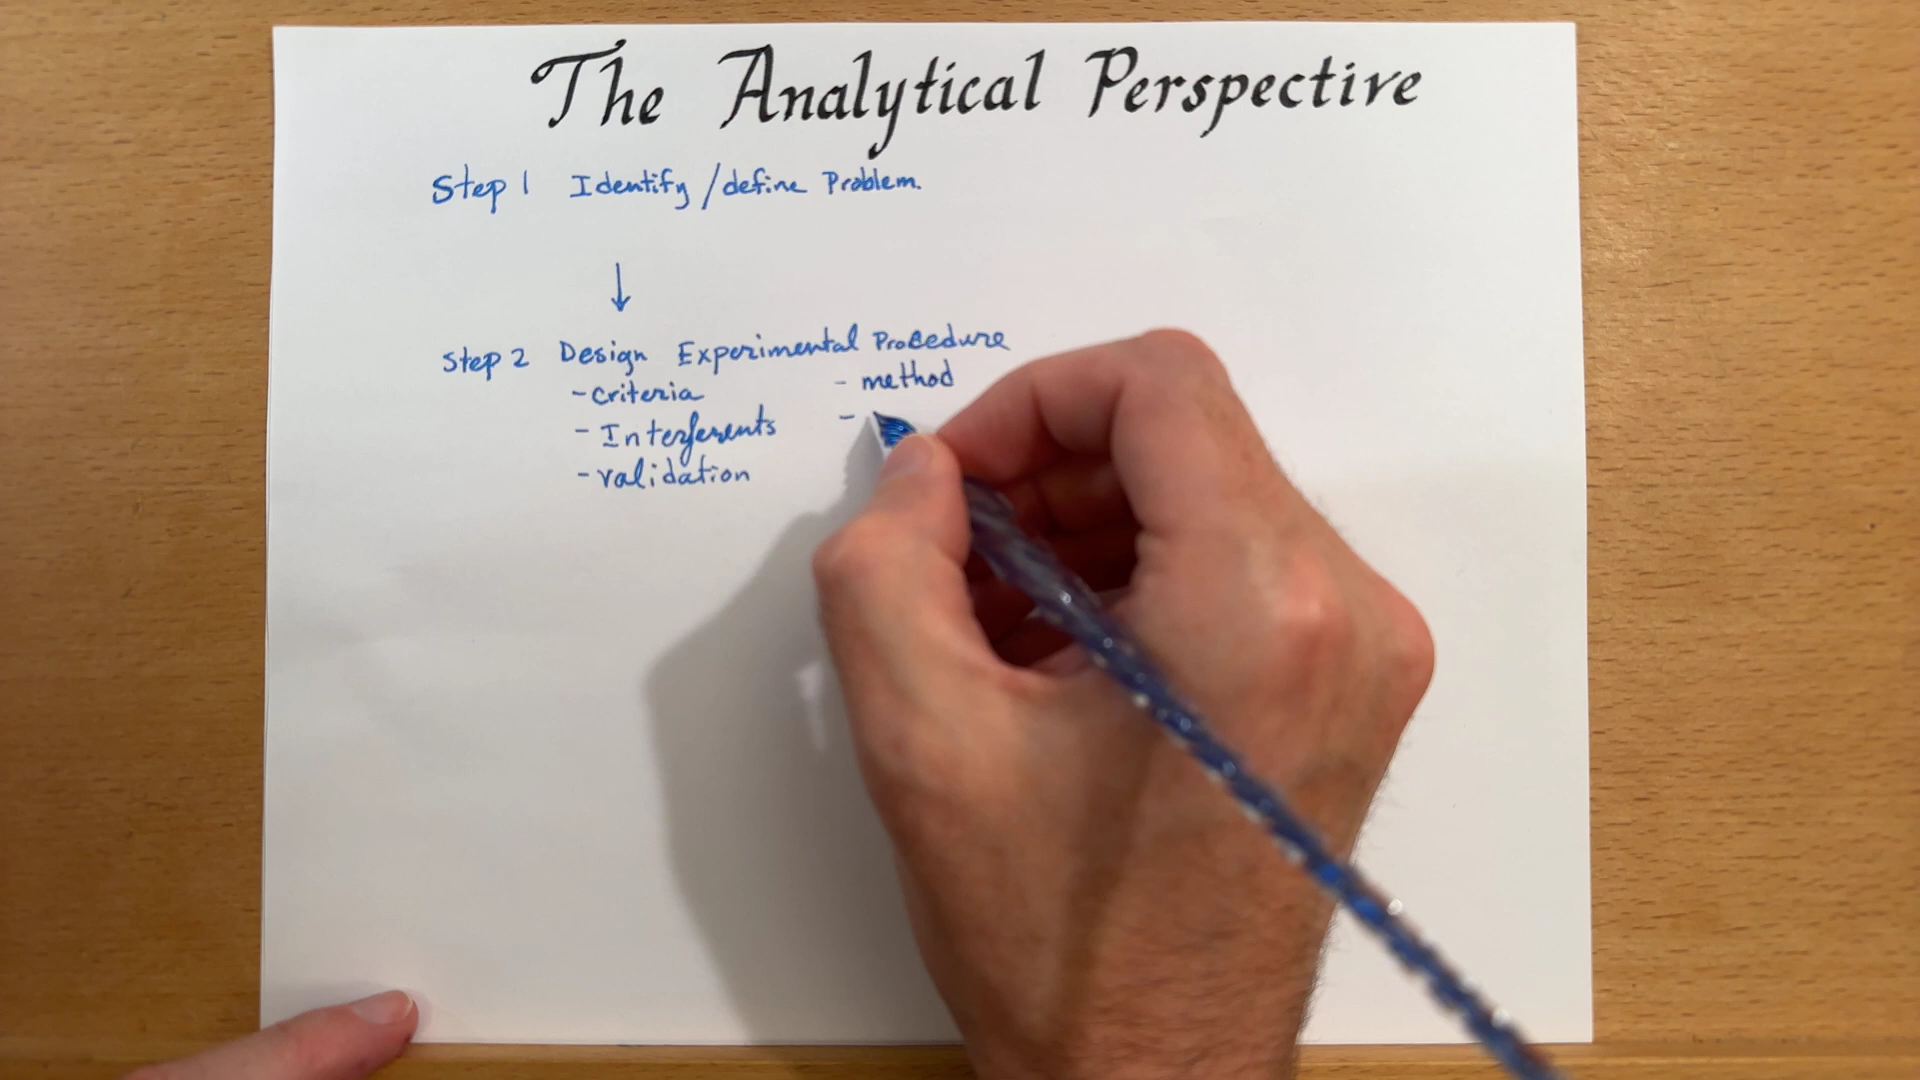 The Analytical Perspective
Step 1 Identify/define Problem.
↓
Step 2 Design Experimental Procedure
- criteria
- Interferents
- validation
- method
-